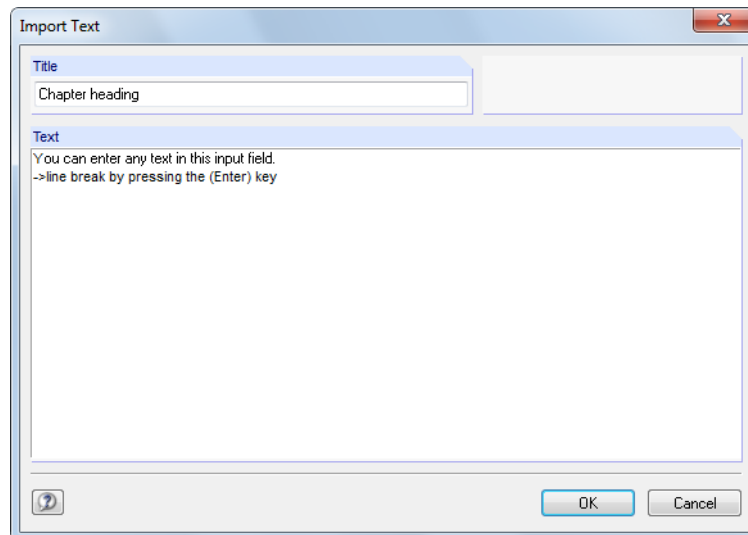 Import Text
Title
Chapter heading
Text
You can enter any text in this input field.
->line break by pressing the (Enter) key
OK
Cancel